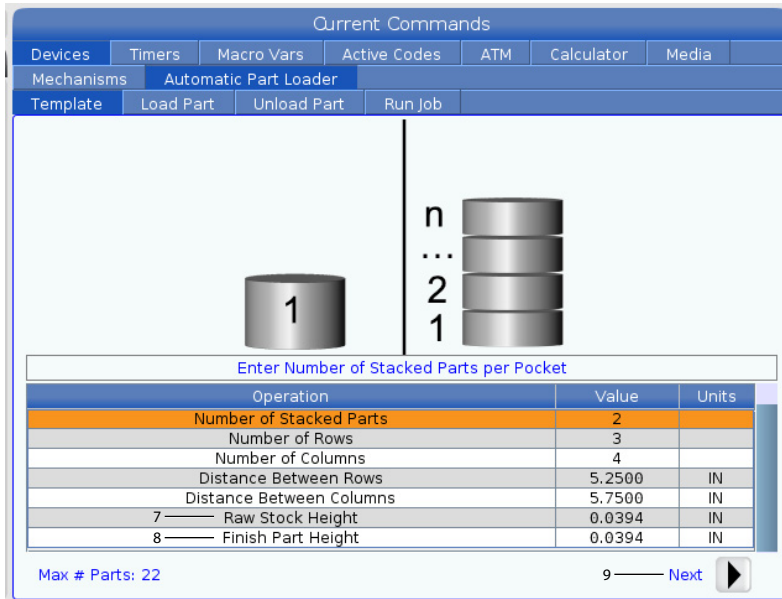 Current Commands
Devices Timers Macro Vars Active Codes ATM Calculator Media
Mechanisms Automatic Part Loader
Template Load Part Unload Part Run Job
n
...
2
1
1
Enter Number of Stacked Parts per Pocket
Operation Value Units
Number of Stacked Parts 2
Number of Rows 3
Number of Columns 4
Distance Between Rows 5.2500 IN
Distance Between Columns 5.7500 IN
7 Raw Stock Height 0.0394 IN
8 Finish Part Height 0.0394 IN
Max # Parts: 22 9 Next